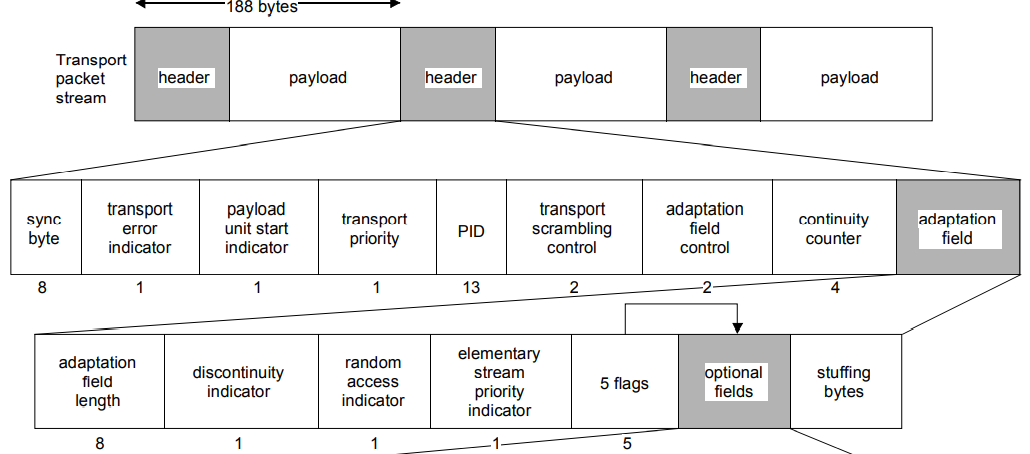 188 bytes
Transport
packet
stream
header
payload
header
payload
header
payload
sync
byte
transport
error
indicator
payload
unit start
indicator
transport
priority
PID
transport
scrambling
control
adaptation
field
control
continuity
counter
adaptation
field
8
1
1
1
13
2
2
4
adaptation
field
length
discontinuity
indicator
random
access
indicator
elementary
stream
priority
indicator
5 flags
optional
fields
stuffing
bytes
8
1
1
1
5